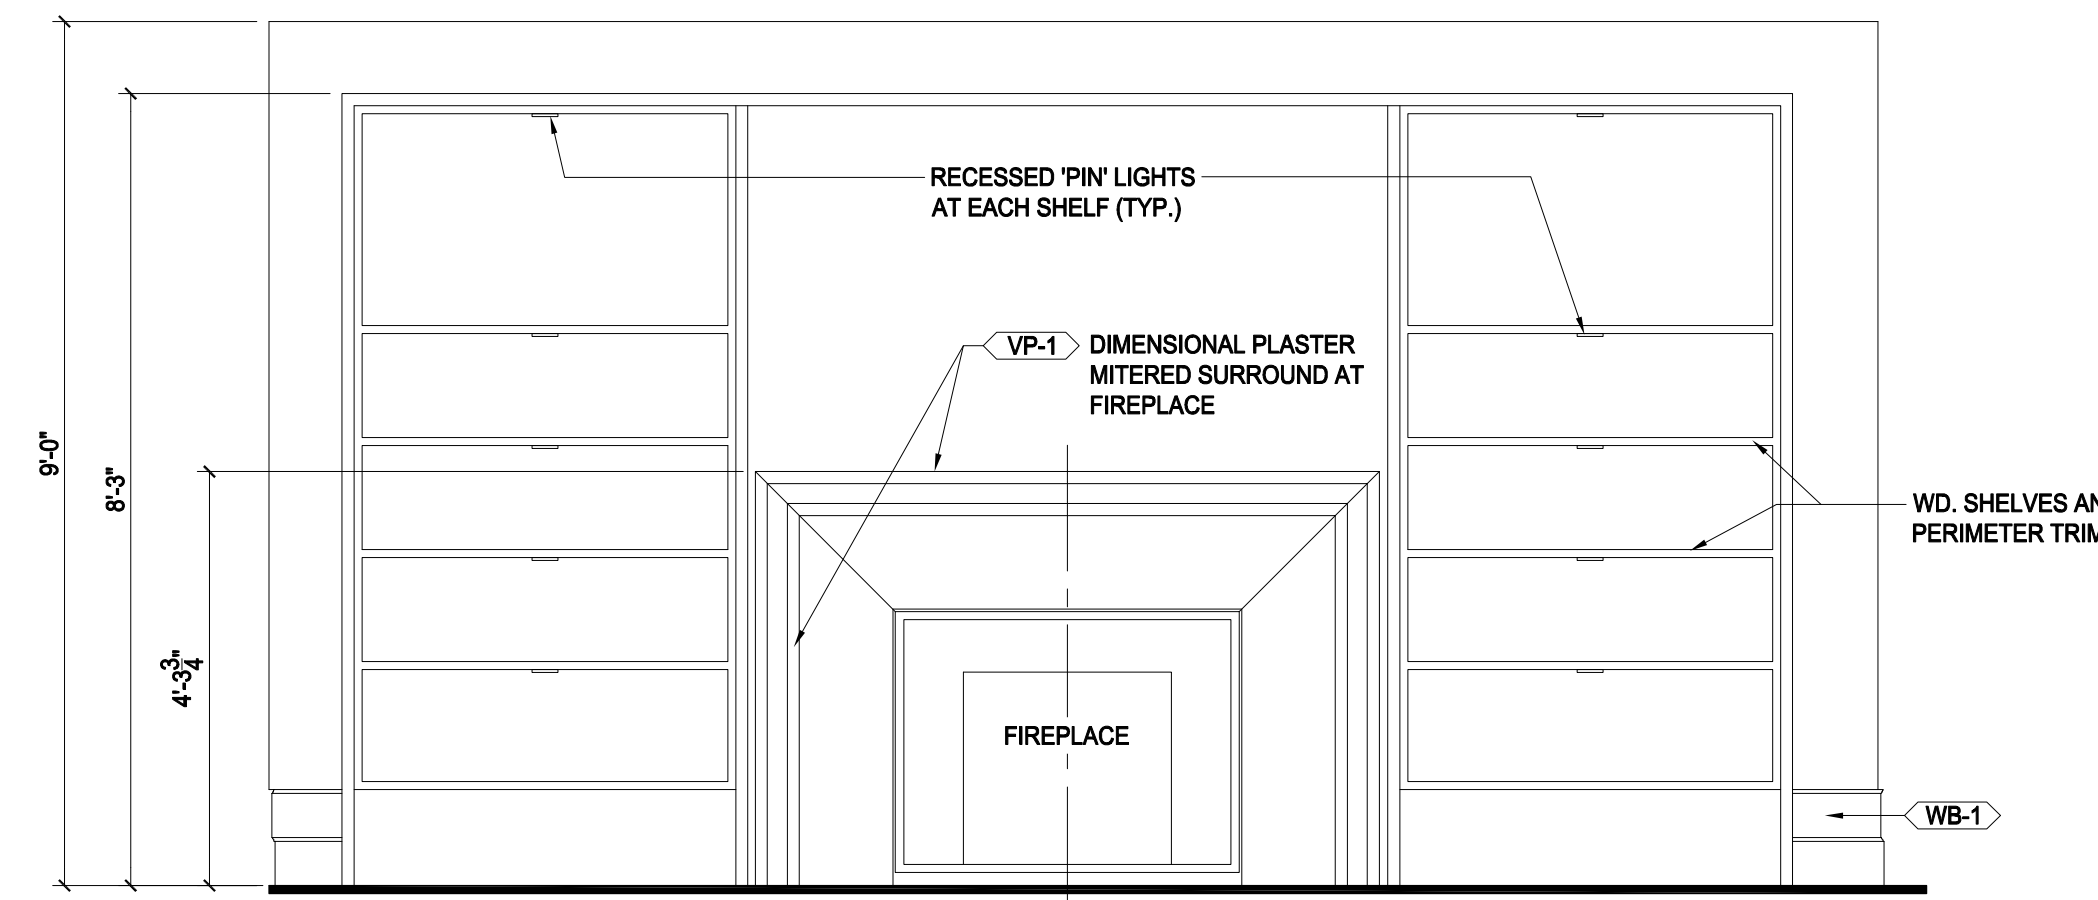 RECESSED 'PIN' LIGHTS
AT EACH SHELF (TYP.)
VP-1
DIMENSIONAL PLASTER
MITERED SURROUND AT
FIREPLACE
9'-0"
8'-3"
4'-3 3/4"
WD. SHELVES AN
PERIMETER TRIM
FIREPLACE
WB-1